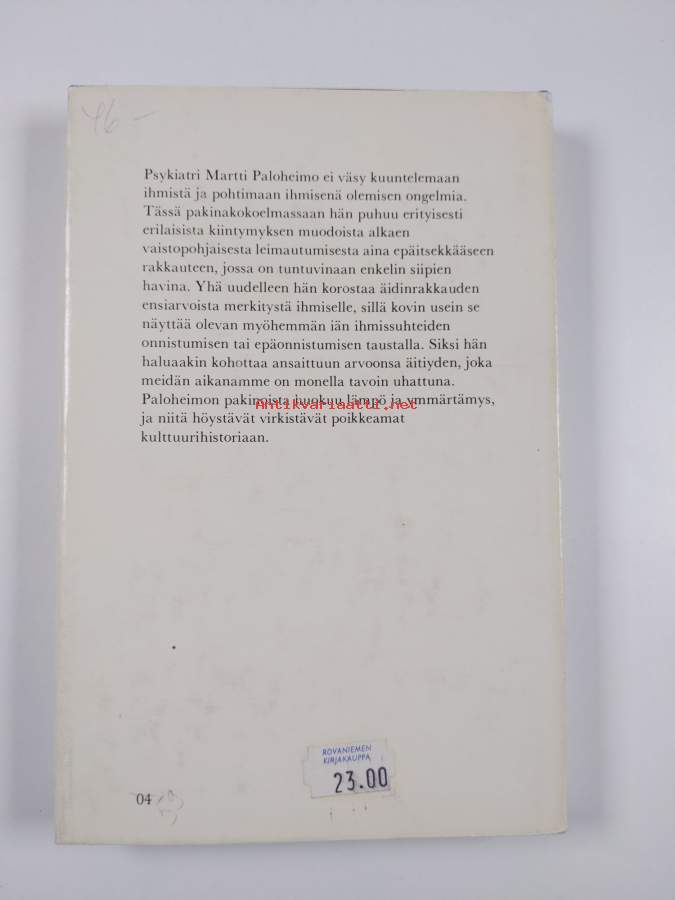 46-
Psykiatri Martti Paloheimo ei väsy kuuntelemaan
ihmistä ja pohtimaan ihmisenä olemisen ongelmia.
Tässä pakinakokoelmassaan hän puhuu erityisesti
erilaisista kiintymyksen muodoista alkaen
vaistopohjaisesta leimautumisesta aina epäitsekkääseen
rakkauteen, jossa on tuntuvinaan enkelin siipien
havina. Yhä uudelleen hän korostaa äidinrakkauden
ensiarvoista merkitystä ihmiselle, sillä kovin usein se
näyttää olevan myöhemmän iän ihmissuhteiden
onnistumisen tai epäonnistumisen taustalla. Siksi hän
haluaakin kohottaa ansaittuun arvoonsa äitiyden, joka
meidän aikanamme on monella tavoin uhattuna.
Paloheimon pakinoista huokuu lämpö ja ymmärtämys,
Antikvariaatti.net
ja niitä höystävät virkistävät poikkeamat
kulttuurihistoriaan.
ROVANIEMEN
KIRJAKAUPPA
23.00
04